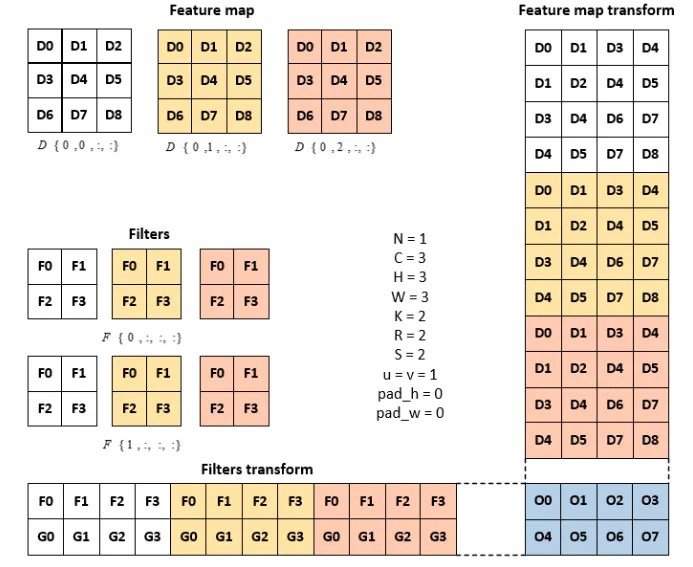 Feature map
D0 D1 D2 D0 D1 D2 D0 D1 D2
D3 D4 D5 D3 D4 D5 D3 D4 D5
D6 D7 D8 D6 D7 D8 D6 D7 D8
D { 0 ,0 , :, :} D { 0 ,1 , :, :} D { 0 , 2 , :, :}
Filters
F0 F1 F0 F1 F0 F1
F2 F3 F2 F3 F2 F3
F { 0 , :, :, :}
F0 F1 F0 F1 F0 F1
F2 F3 F2 F3 F2 F3
F { 1 , :, :, :}
N = 1
C = 3
H = 3
W = 3
K = 2
R = 2
S = 2
u = v = 1
pad_h = 0
pad_w = 0
Feature map transform
D0 D1 D3 D4
D1 D2 D4 D5
D3 D4 D6 D7
D4 D5 D7 D8
D0 D1 D3 D4
D1 D2 D4 D5
D3 D4 D6 D7
D4 D5 D7 D8
D0 D1 D3 D4
D1 D2 D4 D5
D3 D4 D6 D7
D4 D5 D7 D8
Filters transform
F0 F1 F2 F3 F0 F1 F2 F3 F0 F1 F2 F3
G0 G1 G2 G3 G0 G1 G2 G3 G0 G1 G2 G3
O0 O1 O2 O3
O4 O5 O6 O7